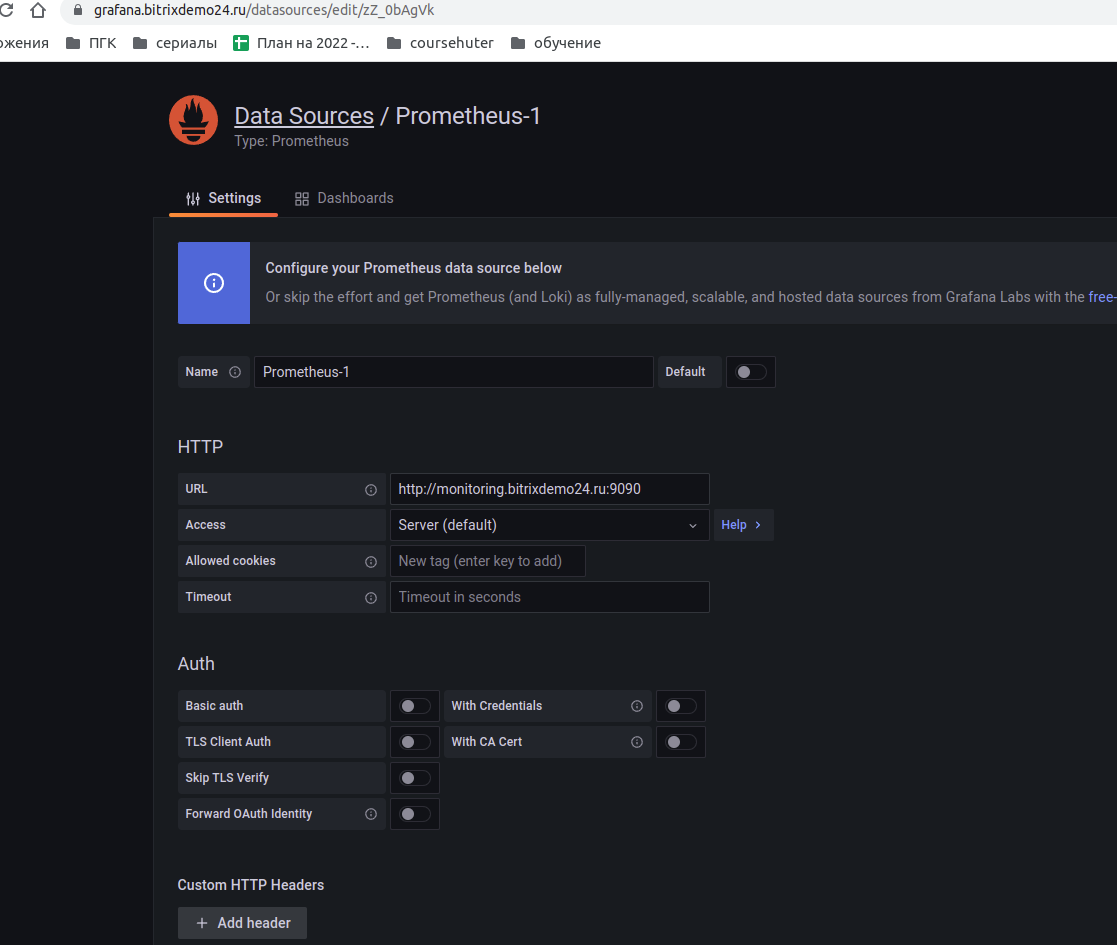 grafana.bitrixdemo24.ru/datasources/edit/zZ_0bAgVk
ожения ПГК сериалы План на 2022 -... coursehuter обучение
Data Sources / Prometheus-1
Type: Prometheus
Settings Dashboards
Configure your Prometheus data source below
Or skip the effort and get Prometheus (and Loki) as fully-managed, scalable, and hosted data sources from Grafana Labs with the free-
Name Prometheus-1 Default
HTTP
URL http://monitoring.bitrixdemo24.ru:9090
Access Server (default) Help
Allowed cookies New tag (enter key to add)
Timeout Timeout in seconds
Auth
Basic auth With Credentials
TLS Client Auth With CA Cert
Skip TLS Verify
Forward OAuth Identity
Custom HTTP Headers
+ Add header